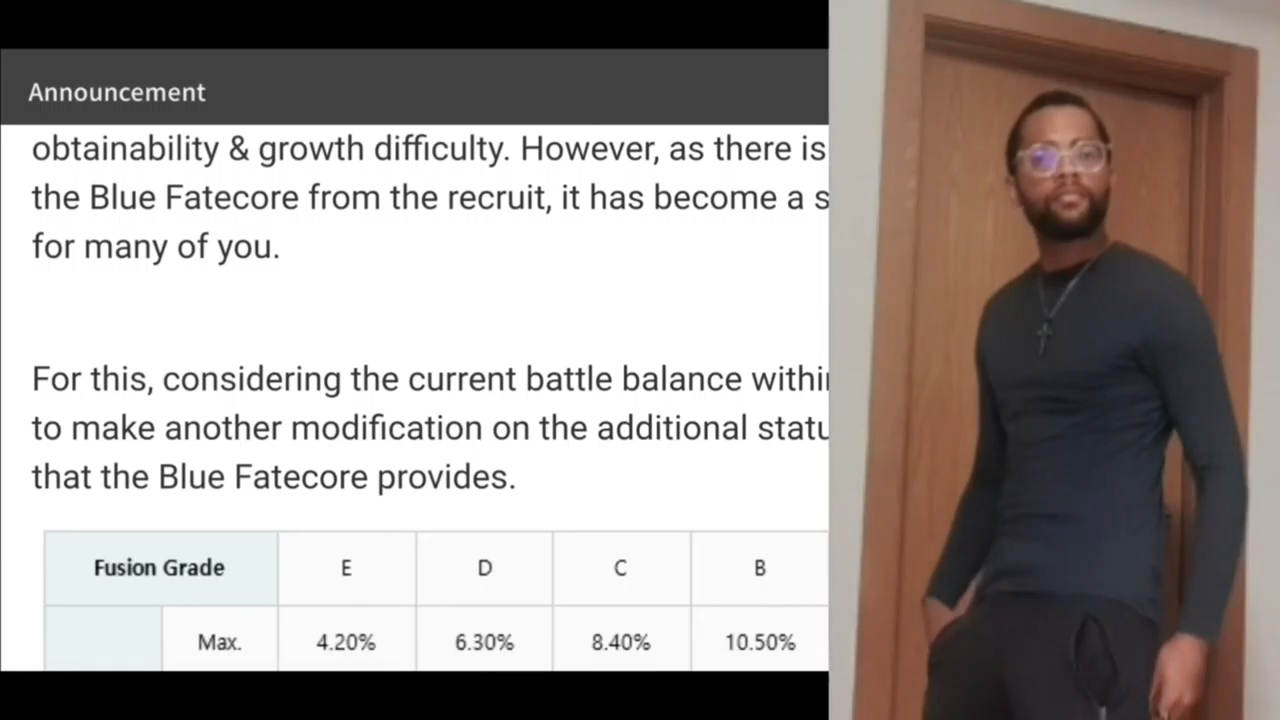 Announcement
obtainability & growth difficulty. However, as there is
the Blue Fatecore from the recruit, it has become a s
for many of you.
For this, considering the current battle balance withi
to make another modification on the additional statu
that the Blue Fatecore provides.
Fusion Grade E D C B
Max. 4.20% 6.30% 8.40% 10.50%